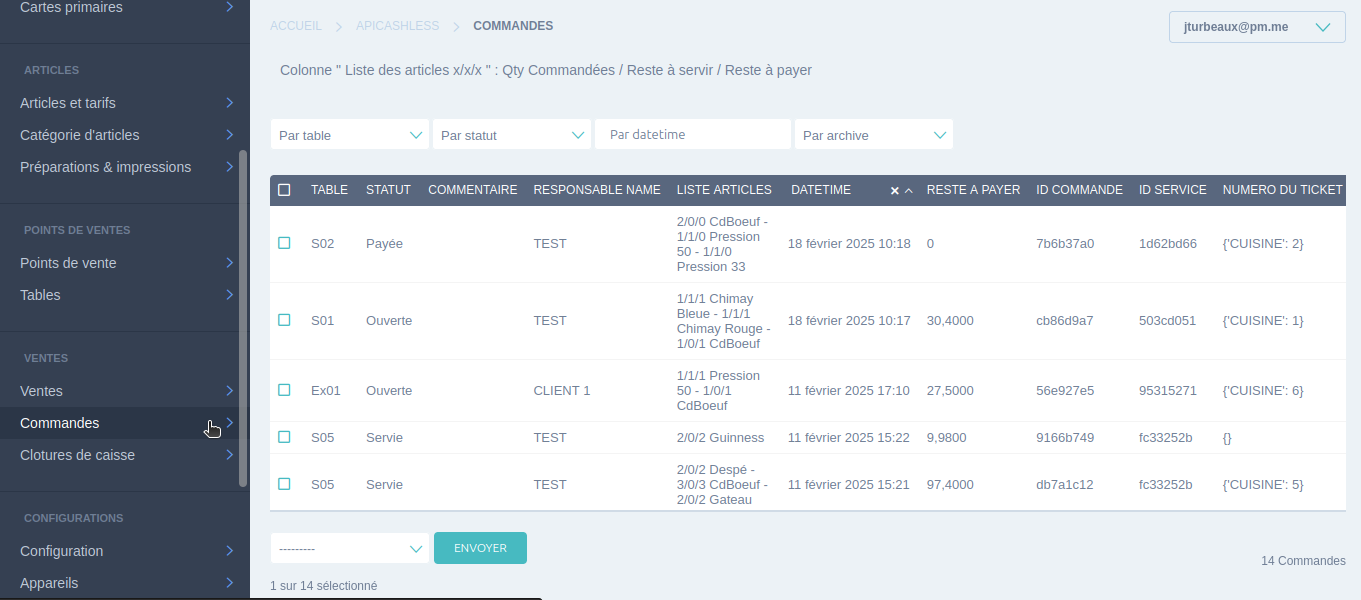 Cartes primaires
ARTICLES
Articles et tarifs
Catégorie d'articles
Préparations & impressions
POINTS DE VENTES
Points de vente
Tables
VENTES
Ventes
Commandes
Clotures de caisse
CONFIGURATIONS
Configuration
Appareils
ACCUEIL APICASHLESS COMMANDES
jturbeaux@pm.me
Colonne " Liste des articles x/x/x " : Qty Commandées / Reste à servir / Reste à payer
Par table Par statut Par datetime Par archive
TABLE STATUT COMMENTAIRE RESPONSABLE NAME LISTE ARTICLES DATETIME RESTE A PAYER ID COMMANDE ID SERVICE NUMERO DU TICKET
2/0/0 CdBoeuf -
1/1/0 Pression
S02 Payée TEST 50 - 1/1/0 18 février 2025 10:18 0 7b6b37a0 1d62bd66 {'CUISINE': 2}
Pression 33
1/1/1 Chimay
Bleue - 1/1/1
S01 Ouverte TEST Chimay Rouge - 18 février 2025 10:17 30,4000 cb86d9a7 503cd051 {'CUISINE': 1}
1/0/1 CdBoeuf
1/1/1 Pression
Ex01 Ouverte CLIENT 1 50 - 1/0/1 11 février 2025 17:10 27,5000 56e927e5 95315271 {'CUISINE': 6}
CdBoeuf
S05 Servie TEST 2/0/2 Guinness 11 février 2025 15:22 9,9800 9166b749 fc33252b {}
2/0/2 Despé -
S05 Servie TEST 3/0/3 CdBoeuf - 11 février 2025 15:21 97,4000 db7a1c12 fc33252b {'CUISINE': 5}
2/0/2 Gateau
--------- ENVOYER
14 Commandes
1 sur 14 sélectionné